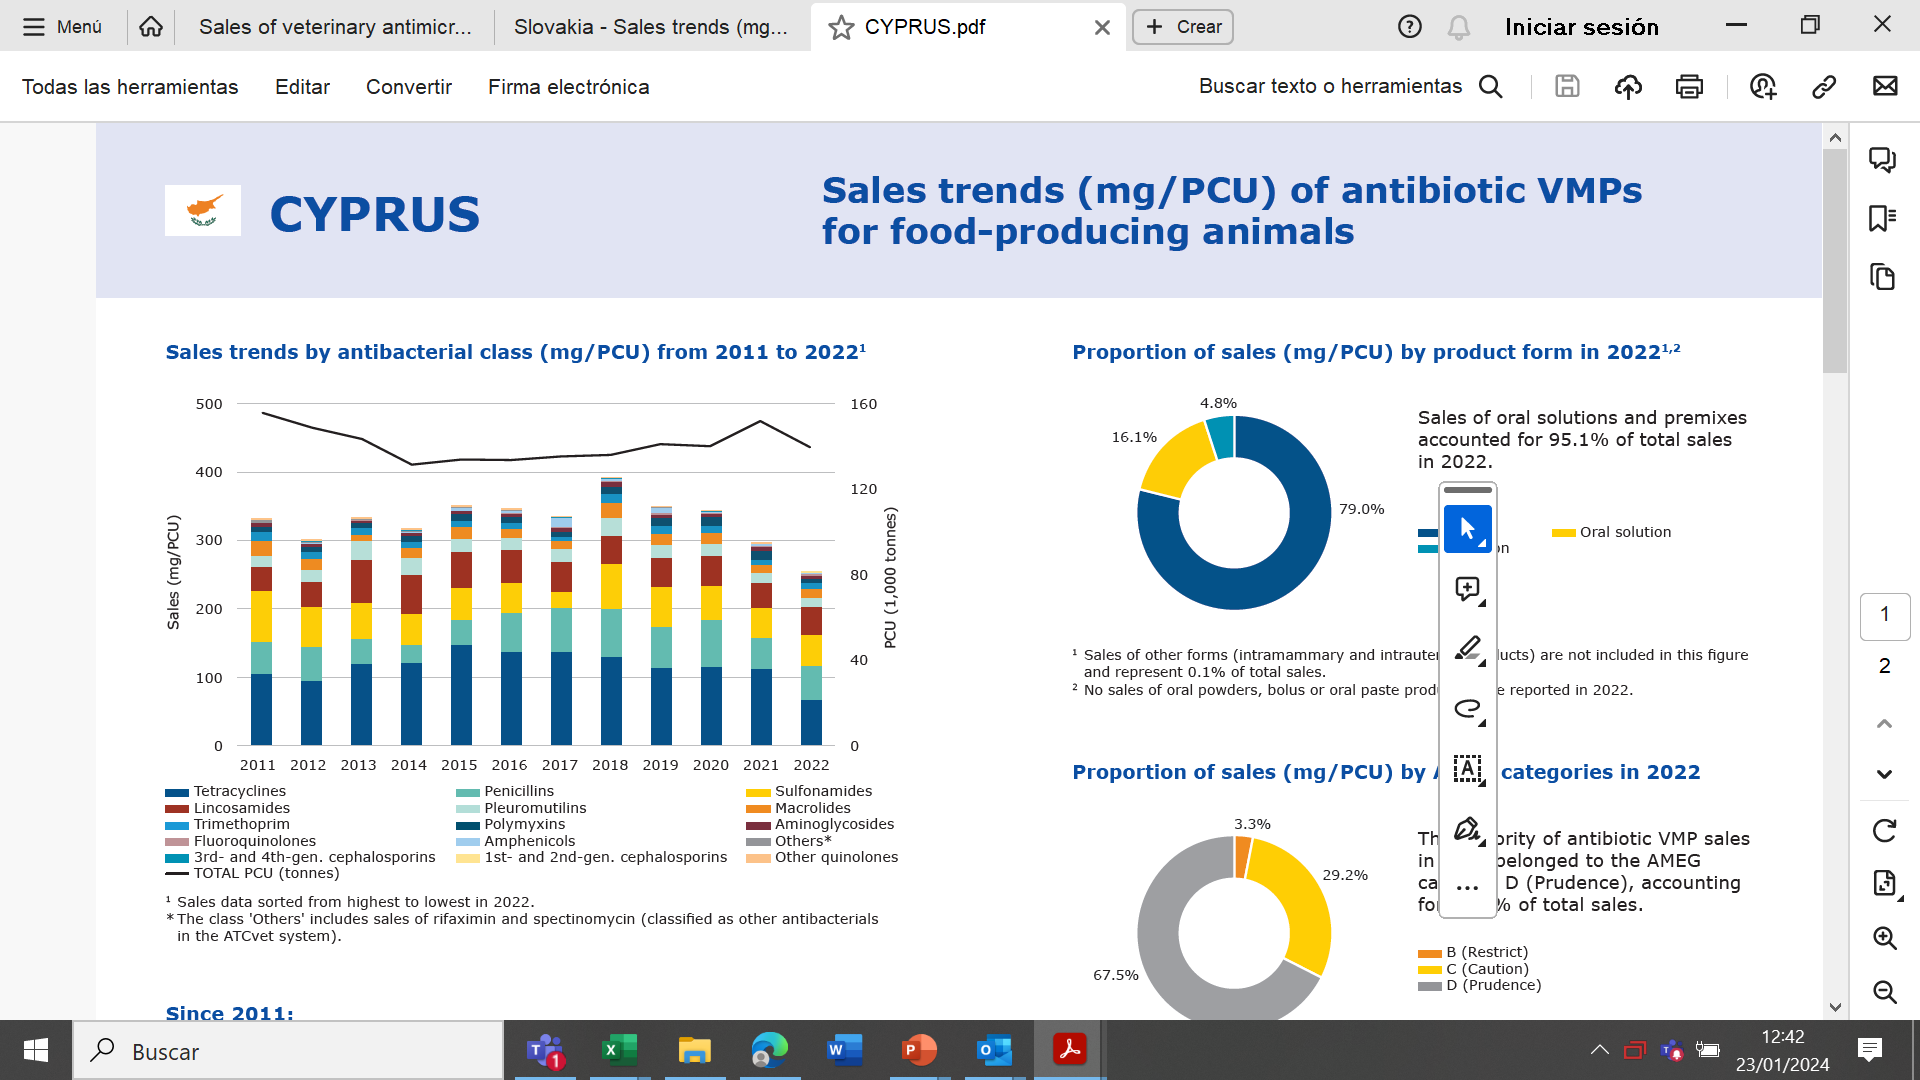 Menú
Sales of veterinary antimicr...
Slovakia - Sales trends (mg...
CYPRUS.pdf
Crear
Iniciar sesión
Todas las herramientas
Editar
Convertir
Firma electrónica
Buscar texto o herramientas
CYPRUS
Sales trends (mg/PCU) of antibiotic VMPs
for food-producing animals
Sales trends by antibacterial class (mg/PCU) from 2011 to 2022¹
500
400
300
200
100
0
Sales (mg/PCU)
160
120
80
40
0
PCU (1,000 tonnes)
2011 2012 2013 2014 2015 2016 2017 2018 2019 2020 2021 2022
Tetracyclines Penicillins Sulfonamides
Lincosamides Pleuromutilins Macrolides
Trimethoprim Polymyxins Aminoglycosides
Fluoroquinolones Amphenicols Others*
3rd- and 4th-gen. cephalosporins 1st- and 2nd-gen. cephalosporins Other quinolones
TOTAL PCU (tonnes)
¹ Sales data sorted from highest to lowest in 2022.
* The class 'Others' includes sales of rifaximin and spectinomycin (classified as other antibacterials
in the ATCvet system).
Since 2011:
Proportion of sales (mg/PCU) by product form in 2022¹,²
4.8%
16.1%
79.0%
Sales of oral solutions and premixes
accounted for 95.1% of total sales
in 2022.
Oral solution
¹ Sales of other forms (intramammary and are not included in this figure
and represent 0.1% of total sales.
² No sales of oral powders, bolus or oral paste reported in 2022.
Proportion of sales (mg/PCU) by categories in 2022
3.3%
29.2%
67.5%
of antibiotic VMP sales
in belonged to the AMEG
D (Prudence), accounting
% of total sales.
B (Restrict)
C (Caution)
D (Prudence)
1
2
Buscar
1
12:42
23/01/2024